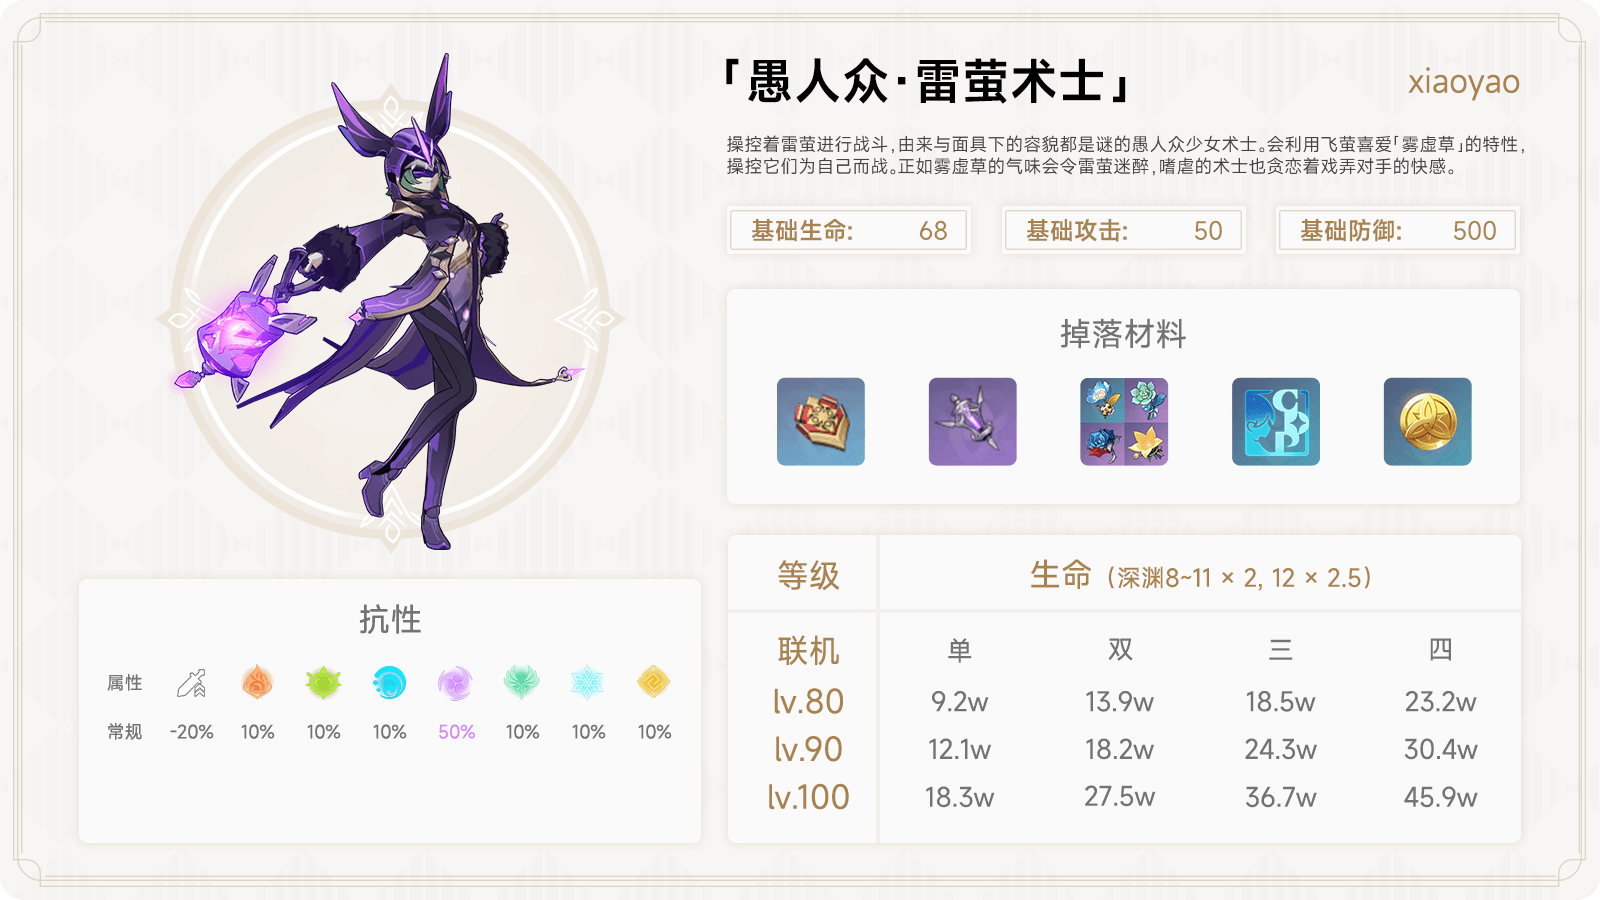 「愚人众·雷萤术士」
xiaoyao
操控着雷萤进行战斗,由来与面具下的容貌都是谜的愚人众少女术士。会利用飞萤喜爱「雾虚草」的特性,
操控它们为自己而战。正如雾虚草的气味会令雷萤迷醉,嗜虐的术士也贪恋着戏弄对手的快感。
基础生命: 68
基础攻击: 50
基础防御: 500
掉落材料
COP
抗性
属性
常规 -20% 10% 10% 10% 50% 10% 10% 10%
等级 生命 (深渊8~11 × 2, 12 × 2.5)
联机 单 双 三 四
lv.80 9.2w 13.9w 18.5w 23.2w
lv.90 12.1w 18.2w 24.3w 30.4w
lv.100 18.3w 27.5w 36.7w 45.9w